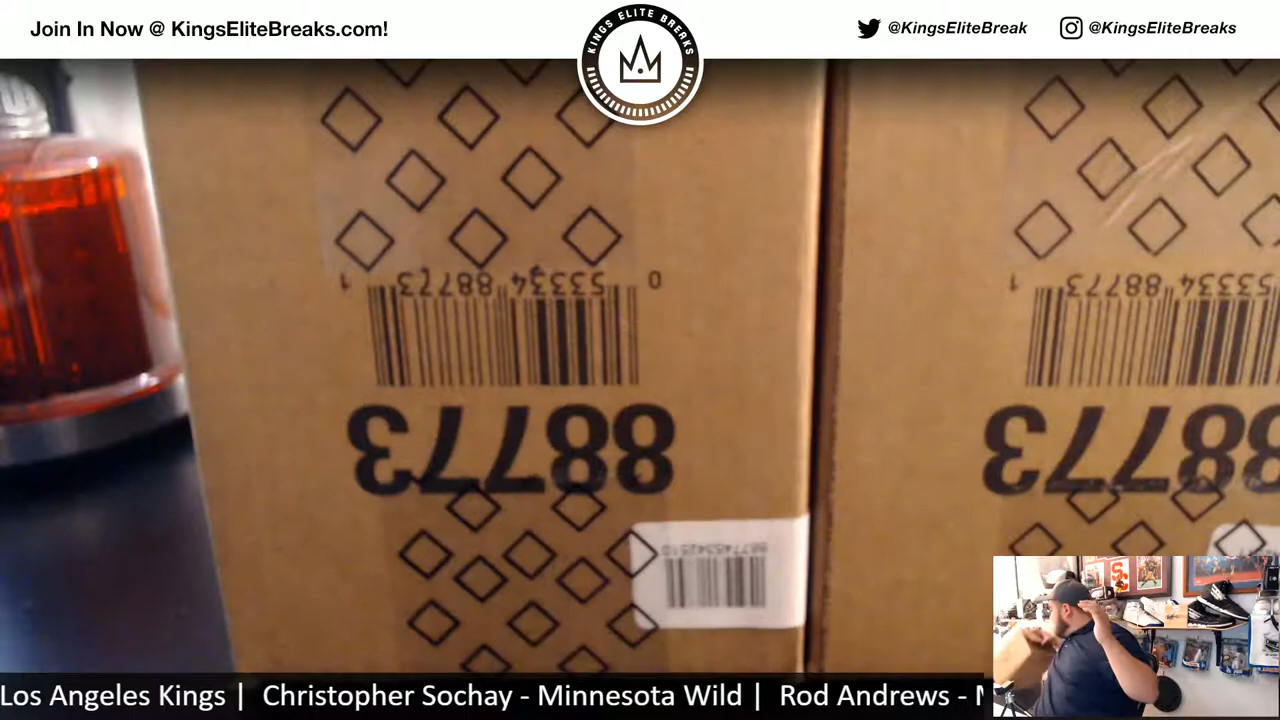 Join In Now @ KingsEliteBreaks.com!
KINGS ELITE BREAKS
@KingsEliteBreak
@KingsEliteBreaks
0 53334 88773 1
53334 88773 1
88773
8873
Los Angeles Kings | Christopher Sochay - Minnesota Wild | Rod Andrews -